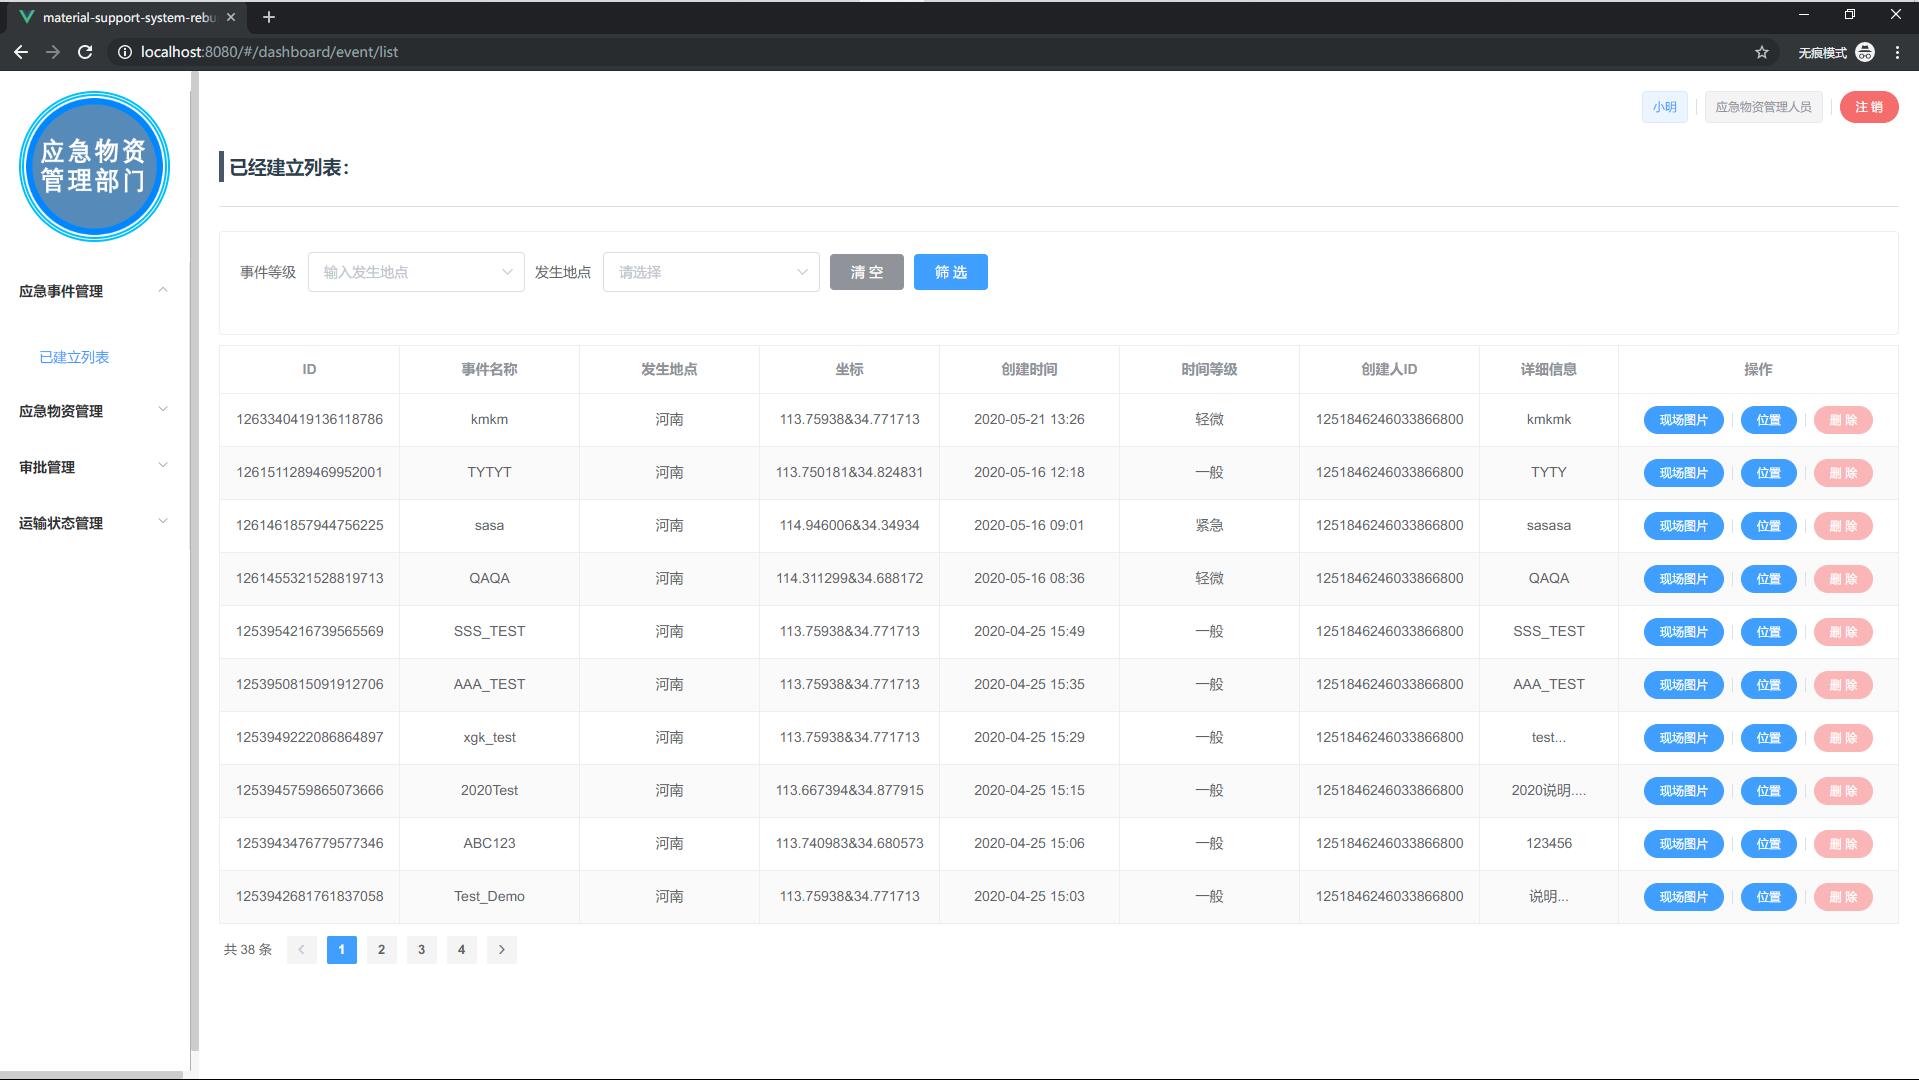 material-support-system-rebu
localhost:8080/#/dashboard/event/list
无痕模式
应急物资
管理部门
小明
应急物资管理人员
注 销
已经建立列表：
应急事件管理
已建立列表
应急物资管理
审批管理
运输状态管理
事件等级 输入发生地点 发生地点 请选择 清 空 筛 选
ID 事件名称 发生地点 坐标 创建时间 时间等级 创建人ID 详细信息 操作
1263340419136118786 kmkm 河南 113.75938&34.771713 2020-05-21 13:26 轻微 1251846246033866800 kmkmk 现场图片 位置 删 除
1261511289469952001 TYTYT 河南 113.750181&34.824831 2020-05-16 12:18 一般 1251846246033866800 TYTY 现场图片 位置 删 除
1261461857944756225 sasa 河南 114.946006&34.34934 2020-05-16 09:01 紧急 1251846246033866800 sasasa 现场图片 位置 删 除
1261455321528819713 QAQA 河南 114.311299&34.688172 2020-05-16 08:36 轻微 1251846246033866800 QAQA 现场图片 位置 删 除
1253954216739565569 SSS_TEST 河南 113.75938&34.771713 2020-04-25 15:49 一般 1251846246033866800 SSS_TEST 现场图片 位置 删 除
1253950815091912706 AAA_TEST 河南 113.75938&34.771713 2020-04-25 15:35 一般 1251846246033866800 AAA_TEST 现场图片 位置 删 除
1253949222086864897 xgk_test 河南 113.75938&34.771713 2020-04-25 15:29 一般 1251846246033866800 test... 现场图片 位置 删 除
1253945759865073666 2020Test 河南 113.667394&34.877915 2020-04-25 15:15 一般 1251846246033866800 2020说明.... 现场图片 位置 删 除
1253943476779577346 ABC123 河南 113.740983&34.680573 2020-04-25 15:06 一般 1251846246033866800 123456 现场图片 位置 删 除
1253942681761837058 Test_Demo 河南 113.75938&34.771713 2020-04-25 15:03 一般 1251846246033866800 说明... 现场图片 位置 删 除
共 38 条 1 2 3 4